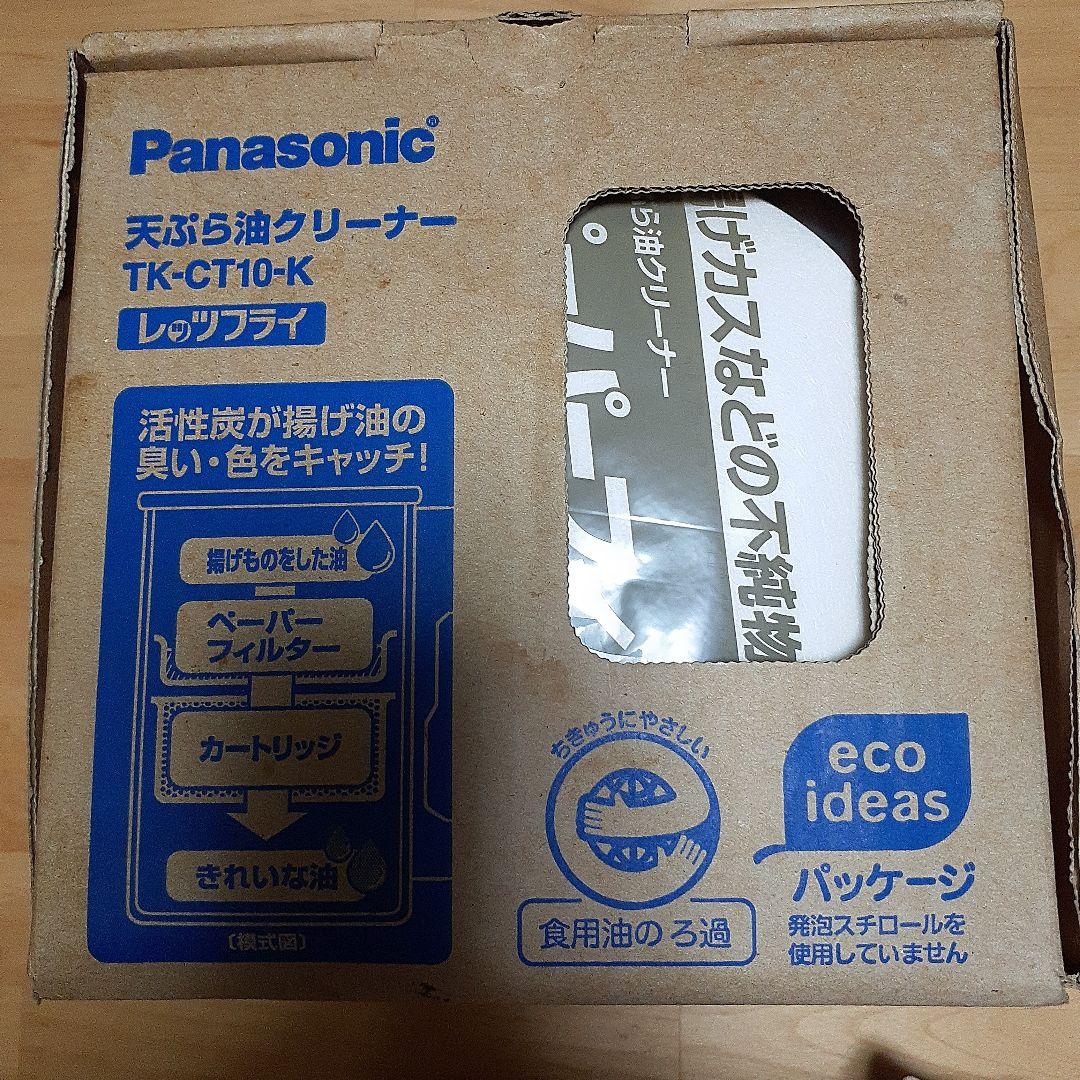 Panasonic®
天ぷら油クリーナー
TK-CT10-K
レッツフライ
活性炭が揚げ油の
臭い・色をキャッチ!
揚げものをした油
ペーパー
フィルター
カートリッジ
きれいな油
〔模式図〕
揚げカスなどの不純物
ら油クリーナー
ちきゅうにやさしい
食用油のろ過
eco
ideas
パッケージ
発泡スチロールを
使用していません